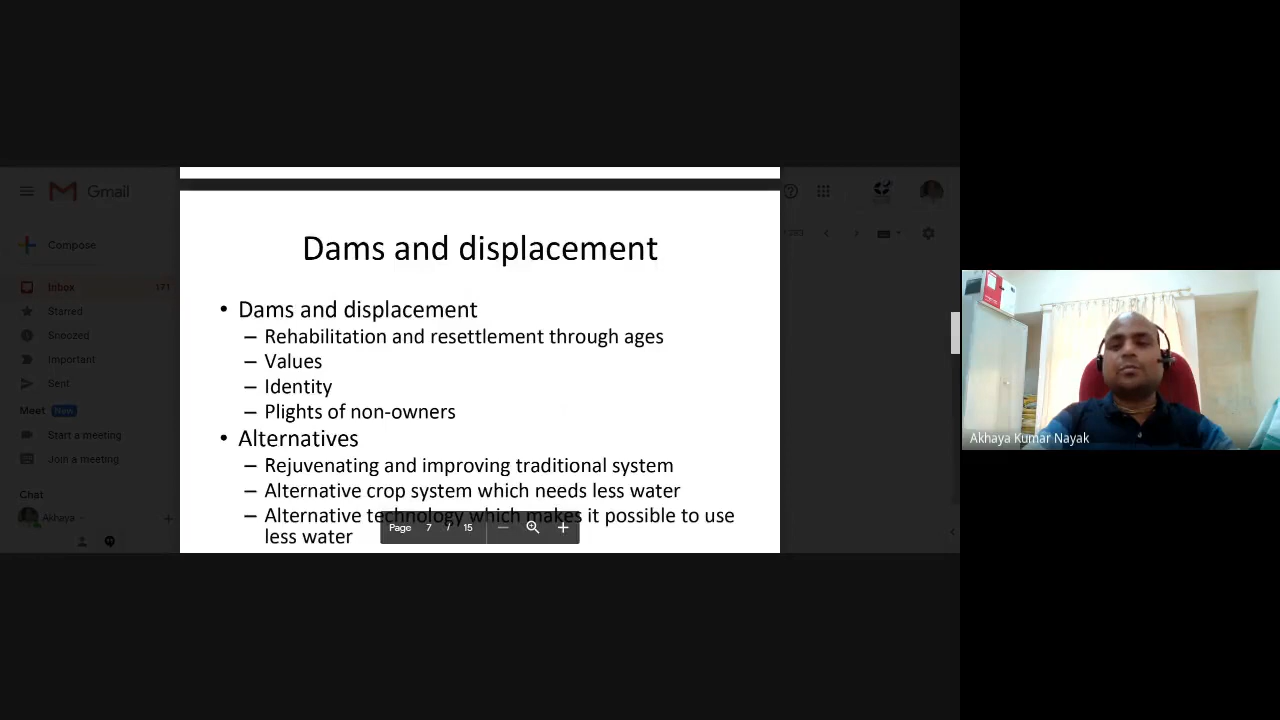 Gmail
Compose
Inbox 171
Starred
Snoozed
Important
Sent
Meet New
Start a meeting
Join a meeting
Chat
Akhaya
Dams and displacement
• Dams and displacement
– Rehabilitation and resettlement through ages
– Values
– Identity
– Plights of non-owners
• Alternatives
– Rejuvenating and improving traditional system
– Alternative crop system which needs less water
– Alternative technology which makes it possible to use
less water
Page 7 / 15
Akhaya Kumar Nayak